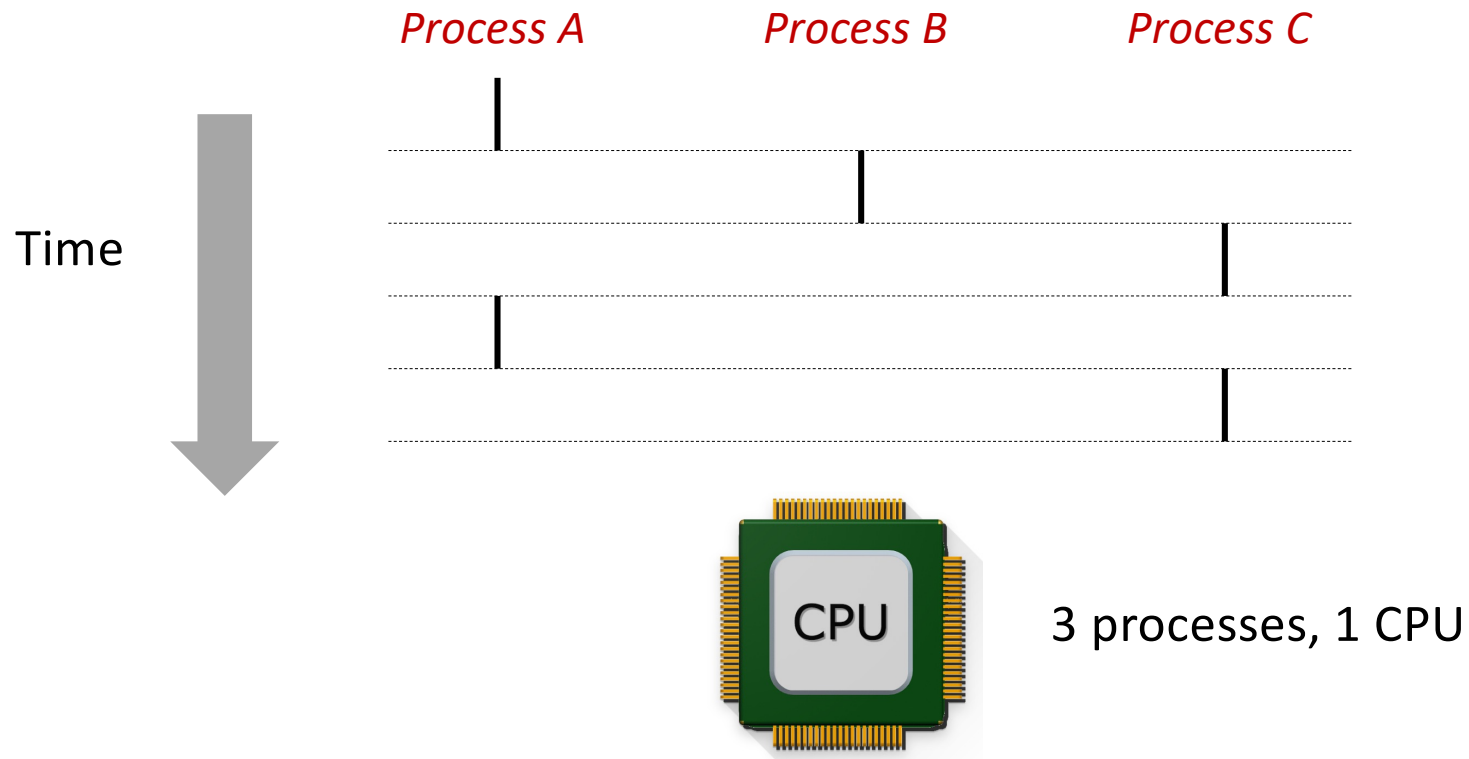 Process A
Process B
Process C
Time
CPU
3 processes, 1 CPU